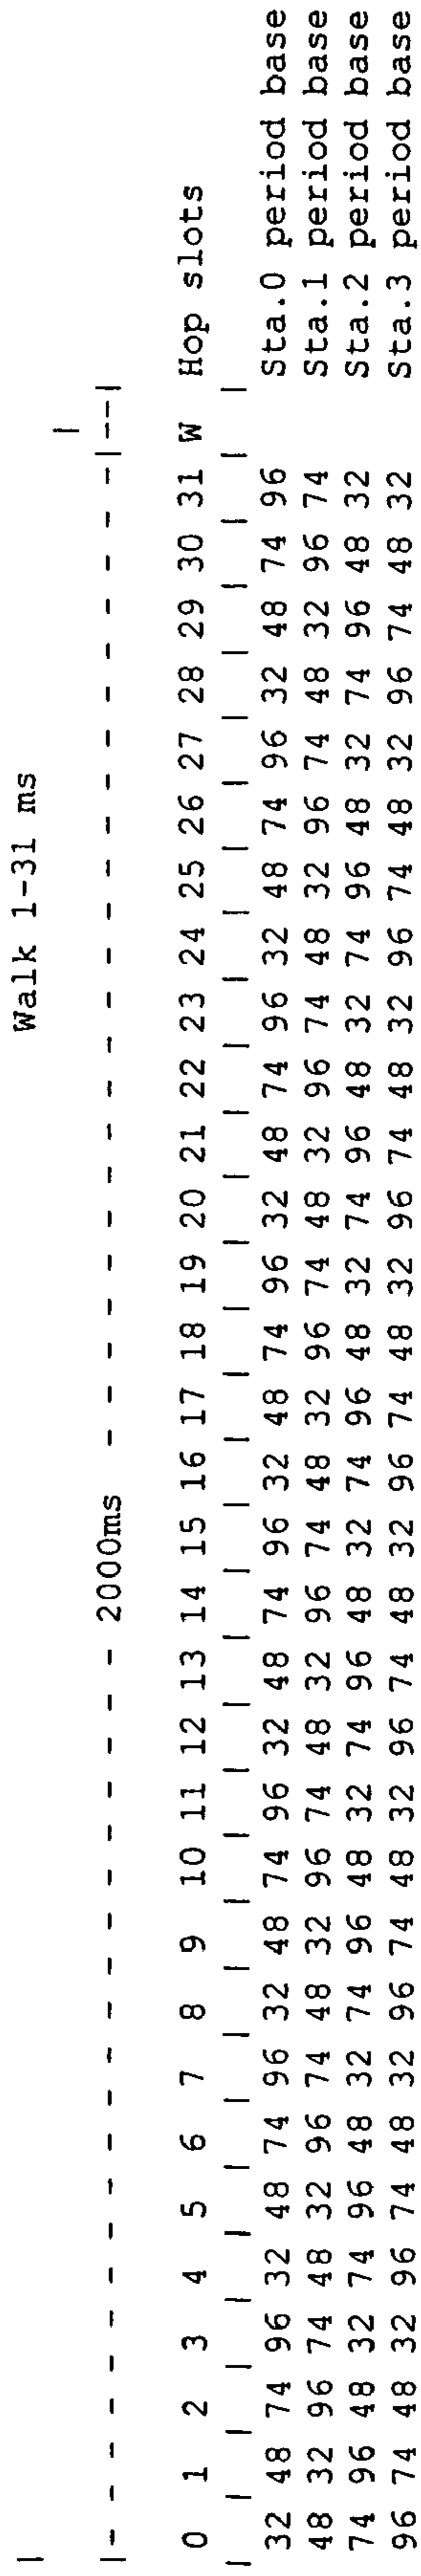 Walk 1-31 ms
|- - - - - - - - - - - - - - 2000ms - - - - - - - - - - - - - - - -|--|
0 1 2 3 4 5 6 7 8 9 10 11 12 13 14 15 16 17 18 19 20 21 22 23 24 25 26 27 28 29 30 31 W Hop slots
32 48 74 96 32 48 74 96 32 48 74 96 32 48 74 96 32 48 74 96 32 48 74 96 32 48 74 96 32 48 74 96 Sta.0 period base
48 32 96 74 48 32 96 74 48 32 96 74 48 32 96 74 48 32 96 74 48 32 96 74 48 32 96 74 48 32 96 74 Sta.1 period base
74 96 48 32 74 96 48 32 74 96 48 32 74 96 48 32 74 96 48 32 74 96 48 32 74 96 48 32 74 96 48 32 Sta.2 period base
96 74 48 32 96 74 48 32 96 74 48 32 96 74 48 32 96 74 48 32 96 74 48 32 96 74 48 32 96 74 48 32 Sta.3 period base